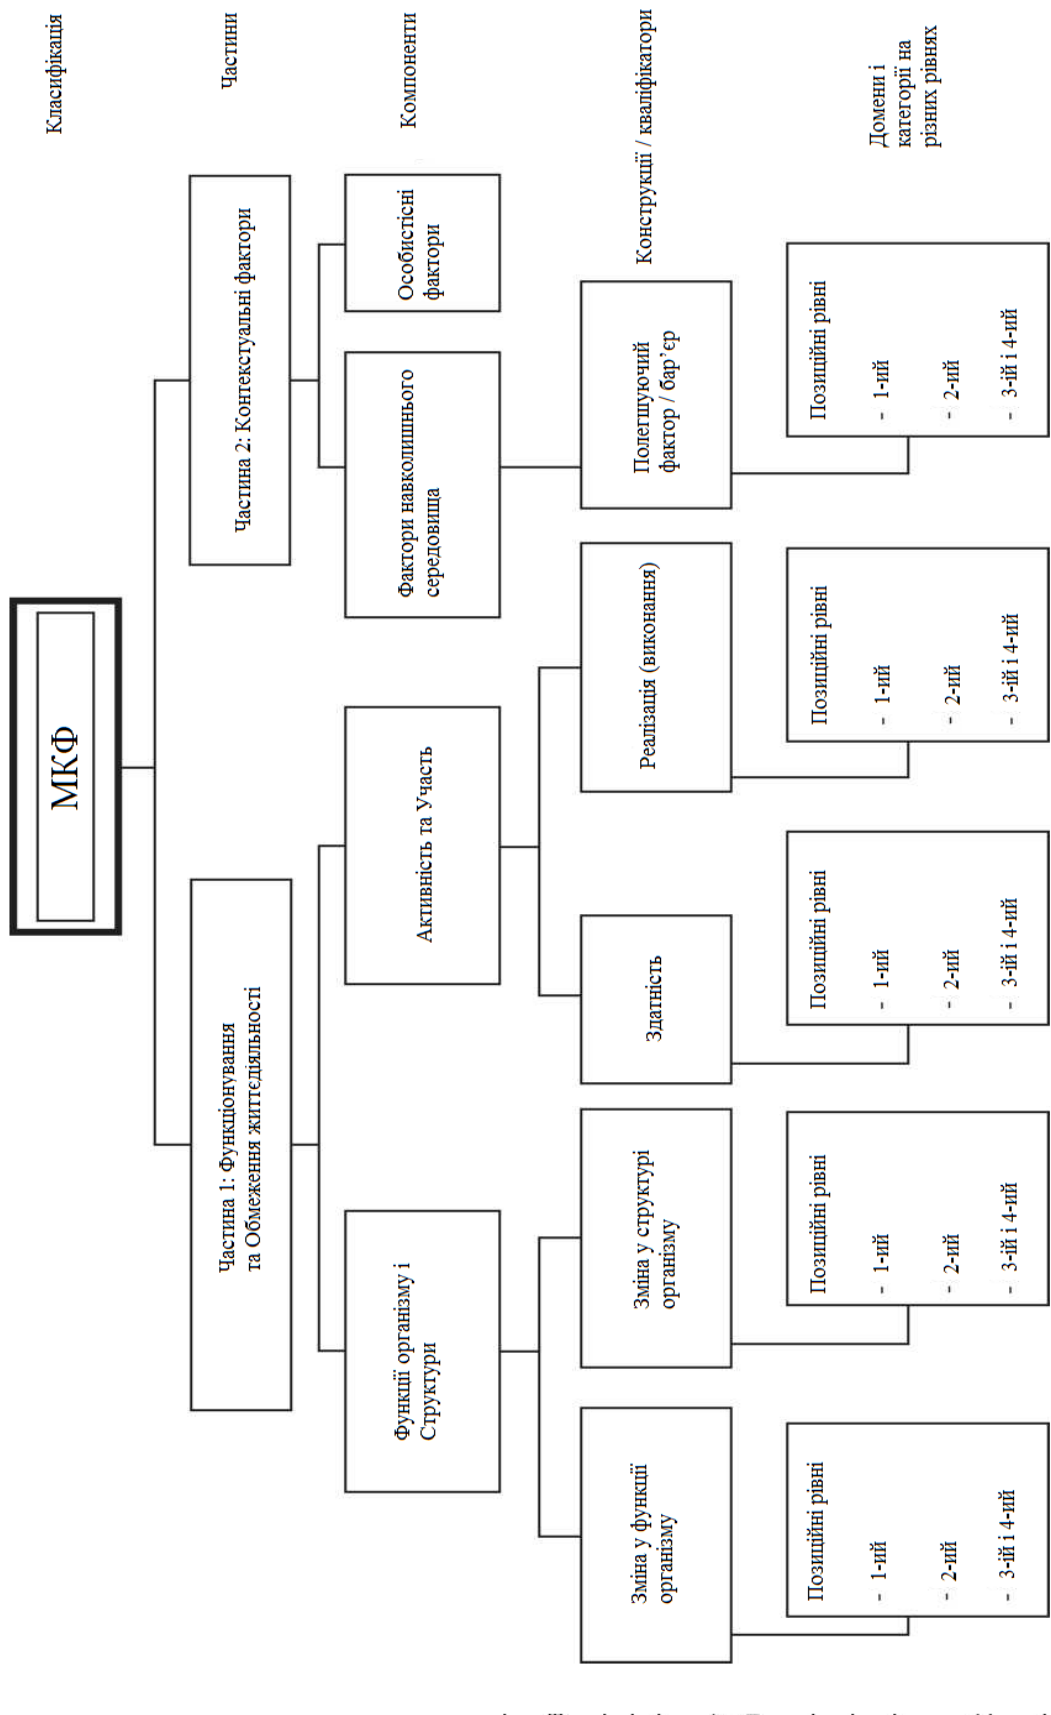 МКФ
Класифікація
Частина 1: Функціонування
та Обмеження життєдіяльності
Частина 2: Контекстуальні фактори
Частини
Функції організму і
Структури
Активність та Участь
Фактори навколишнього
середовища
Особистісні
фактори
Компоненти
Зміна у функції
організму
Зміна у структурі
організму
Здатність
Реалізація (виконання)
Полегшуючий
фактор / бар’єр
Конструкції / кваліфікатори
Позиційні рівні
- 1-ий
- 2-ий
- 3-ій і 4-ий
Позиційні рівні
- 1-ий
- 2-ий
- 3-ій і 4-ий
Позиційні рівні
- 1-ий
- 2-ий
- 3-ій і 4-ий
Позиційні рівні
- 1-ий
- 2-ий
- 3-ій і 4-ий
Позиційні рівні
- 1-ий
- 2-ий
- 3-ій і 4-ий
Домени і
категорії на
різних рівнях